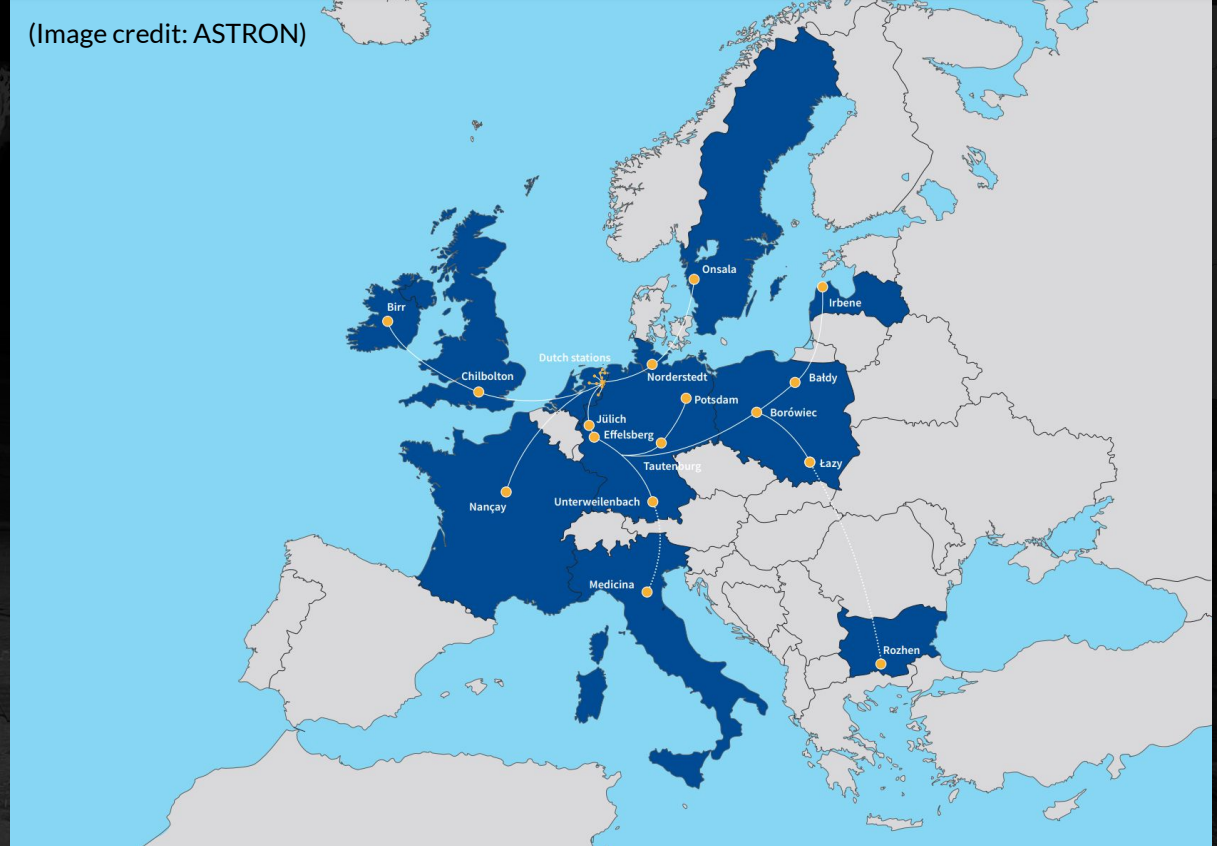 (Image credit: ASTRON)
Onsala
Irbene
Birr
Dutch stations
Chilbolton
Norderstedt
Bałdy
Potsdam
Borówiec
Jülich
Effelsberg
Łazy
Tautenburg
Unterweilenbach
Nançay
Medicina
Rozhen